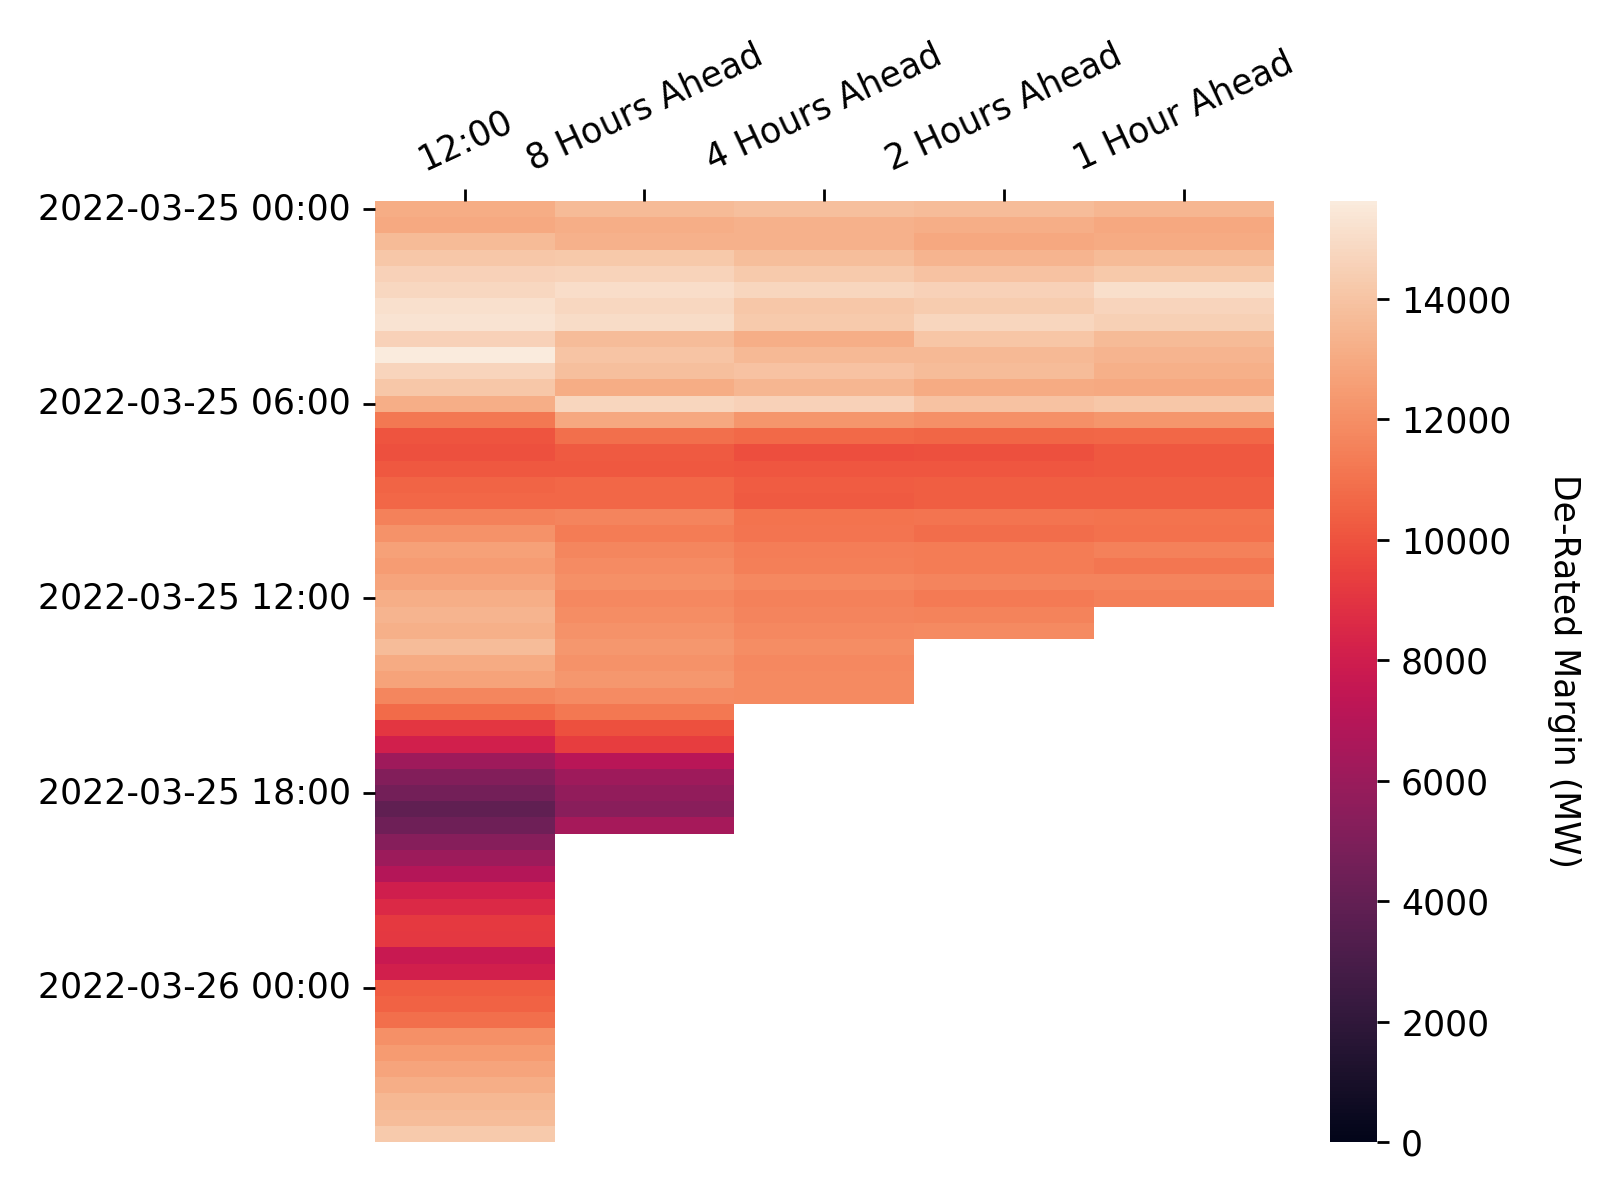 12:00
8 Hours Ahead
4 Hours Ahead
2 Hours Ahead
1 Hour Ahead
2022-03-25 00:00
2022-03-25 06:00
2022-03-25 12:00
2022-03-25 18:00
2022-03-26 00:00
14000
12000
10000
8000
6000
4000
2000
0
De-Rated Margin (MW)